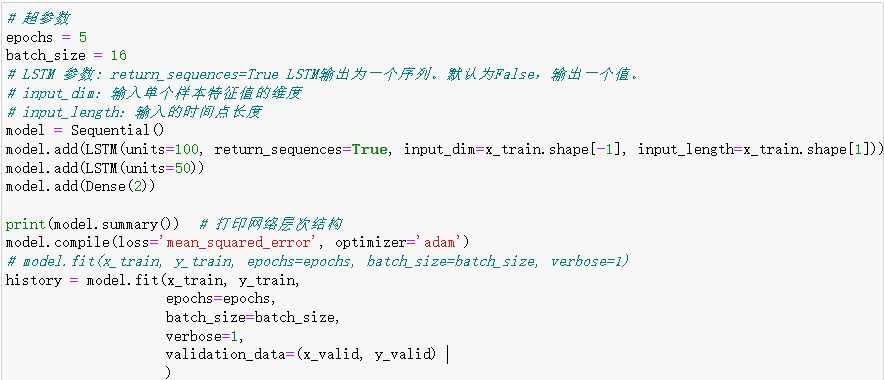 # 超参数
epochs = 5
batch_size = 16
# LSTM 参数: return_sequences=True LSTM输出为一个序列。默认为False，输出一个值。
# input_dim：输入单个样本特征值的维度
# input_length：输入的时间点长度
model = Sequential()
model.add(LSTM(units=100, return_sequences=True, input_dim=x_train.shape[-1], input_length=x_train.shape[1]))
model.add(LSTM(units=50))
model.add(Dense(2))
print(model.summary())  # 打印网络层次结构
model.compile(loss='mean_squared_error', optimizer='adam')
# model.fit(x_train, y_train, epochs=epochs, batch_size=batch_size, verbose=1)
history = model.fit(x_train, y_train,
epochs=epochs,
batch_size=batch_size,
verbose=1,
validation_data=(x_valid, y_valid)
)